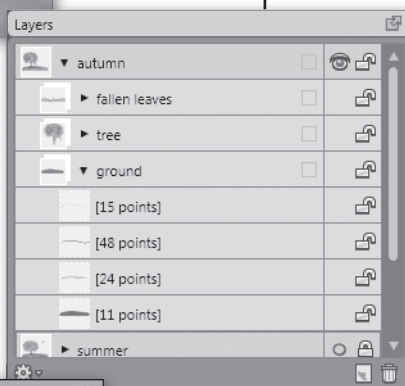 Layers
autumn
fallen leaves
tree
ground
[15 points]
[48 points]
[24 points]
[11 points]
summer